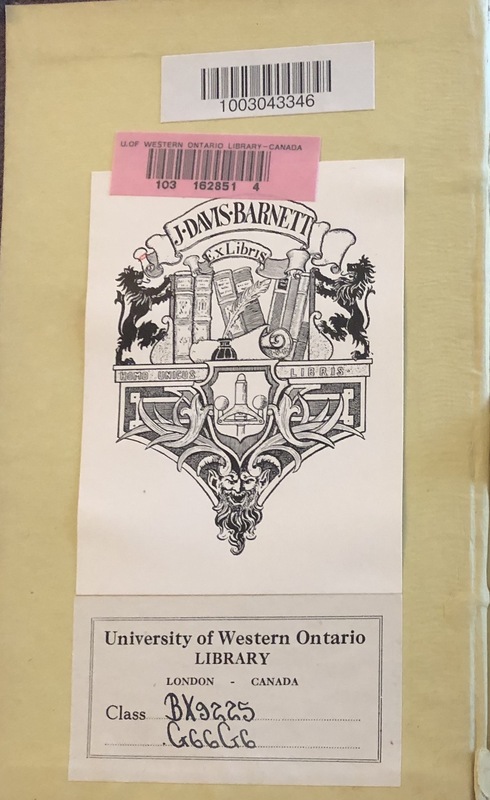 1003043346
U.OF WESTERN ONTARIO LIBRARY-CANADA
103 162851 4
J·DAVIS·BARNETT
Ex Libris
HOMO UNICUS LIBRIS
University of Western Ontario
LIBRARY
LONDON - CANADA
Class BX9225
G66G6